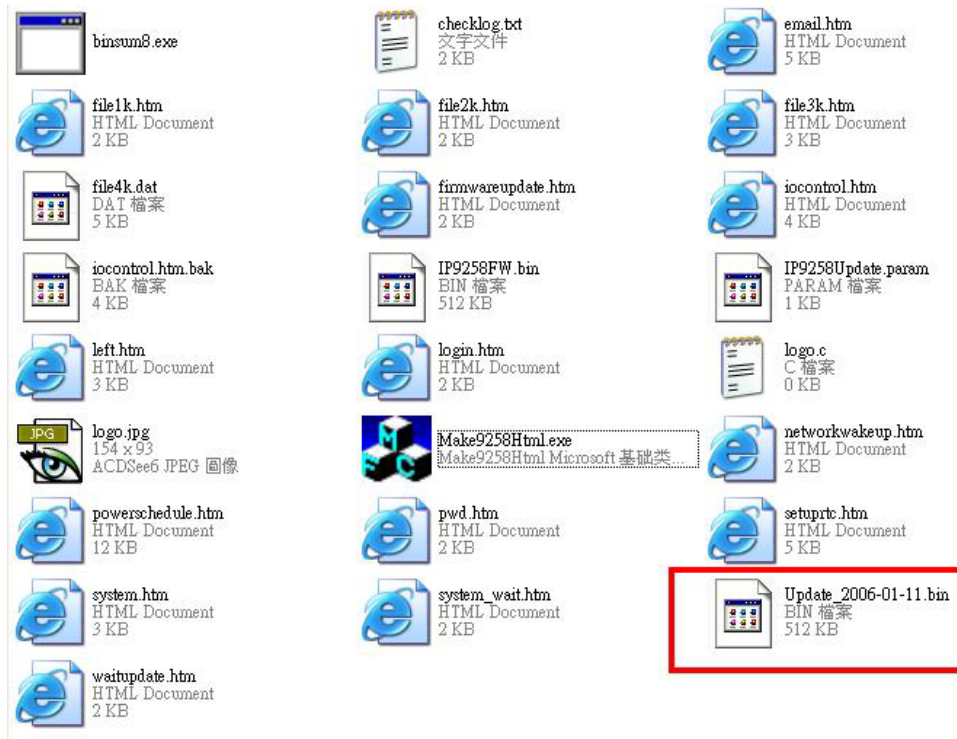 binsum8.exe
checklog.txt
文字文件
2 KB
email.htm
HTML Document
5 KB
file1k.htm
HTML Document
2 KB
file2k.htm
HTML Document
2 KB
file3k.htm
HTML Document
3 KB
file4k.dat
DAT 檔案
5 KB
firmwareupdate.htm
HTML Document
2 KB
iocontrol.htm
HTML Document
4 KB
iocontrol.htm.bak
BAK 檔案
4 KB
IP9258FW.bin
BIN 檔案
512 KB
IP9258Update.param
PARAM 檔案
1 KB
left.htm
HTML Document
3 KB
login.htm
HTML Document
2 KB
logo.c
C 檔案
0 KB
JPG
logo.jpg
154 x 93
ACDSee6 JPEG 圖像
M
F C
Make9258Html.exe
Make9258Html Microsoft 基础类...
networkwakeup.htm
HTML Document
2 KB
powerschedule.htm
HTML Document
12 KB
pwd.htm
HTML Document
2 KB
setuprtc.htm
HTML Document
5 KB
system.htm
HTML Document
3 KB
system_wait.htm
HTML Document
2 KB
Update_2006-01-11.bin
BIN 檔案
512 KB
waitupdate.htm
HTML Document
2 KB